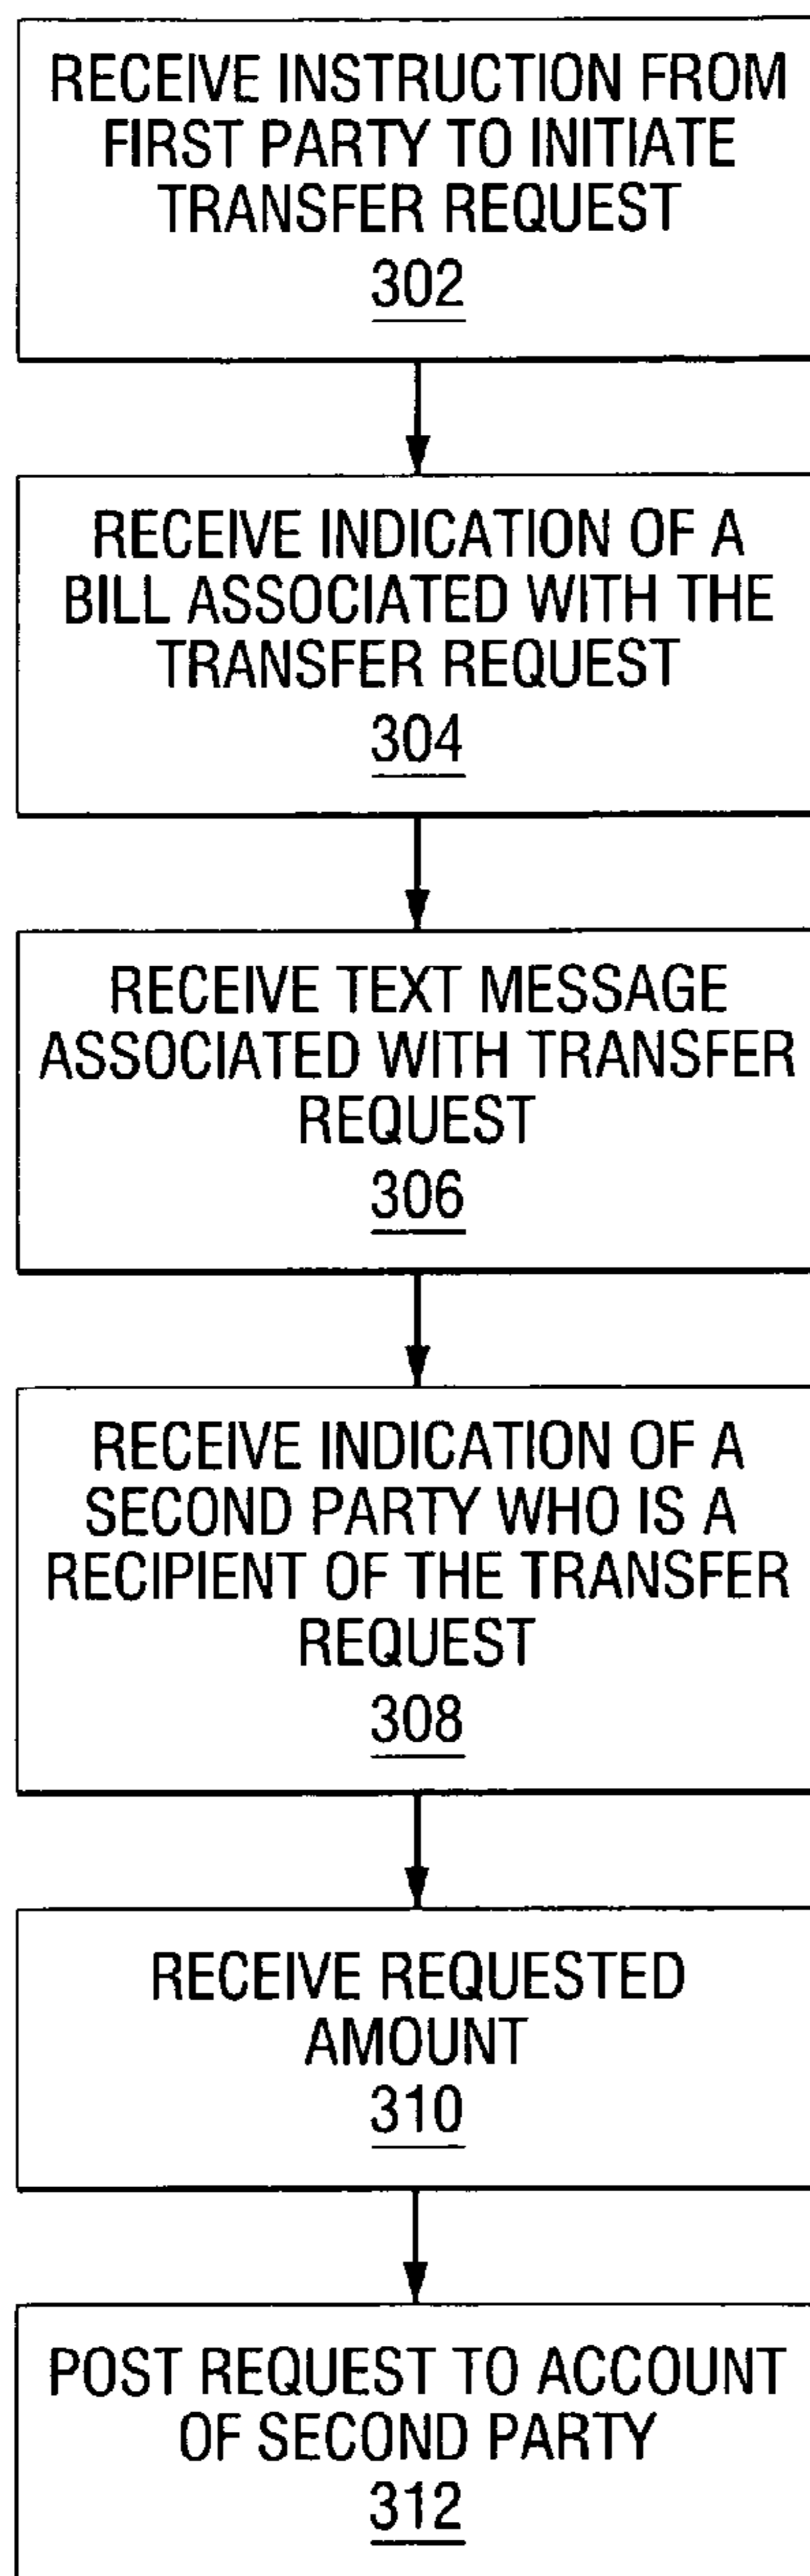 RECEIVE INSTRUCTION FROM
FIRST PARTY TO INITIATE
TRANSFER REQUEST
302
RECEIVE INDICATION OF A
BILL ASSOCIATED WITH THE
TRANSFER REQUEST
304
RECEIVE TEXT MESSAGE
ASSOCIATED WITH TRANSFER
REQUEST
306
RECEIVE INDICATION OF A
SECOND PARTY WHO IS A
RECIPIENT OF THE TRANSFER
REQUEST
308
RECEIVE REQUESTED
AMOUNT
310
POST REQUEST TO ACCOUNT
OF SECOND PARTY
312